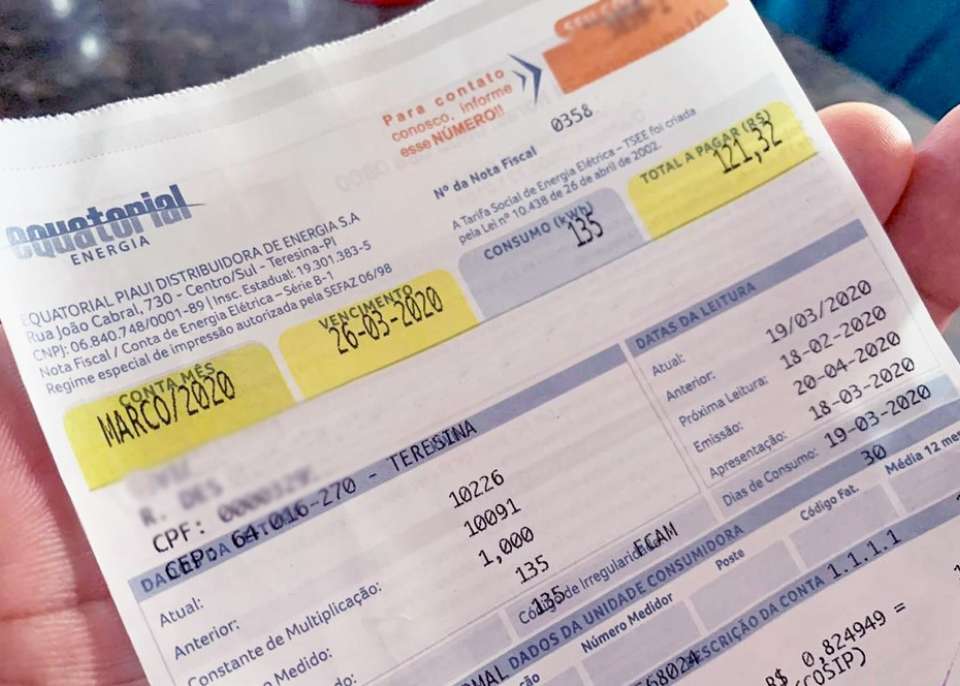 Para contato
conosco, informe
esse NÚMERO!!
Nº da Nota Fiscal
0358
equatorial
ENERGIA
A Tarifa Social de Energia Elétrica – TSEE foi criada
pela Lei nº 10.438 de 26 de abril de 2002.
TOTAL A PAGAR (R$)
121,32
CONSUMO (kWh)
135
EQUATORIAL PIAUÍ DISTRIBUIDORA DE ENERGIA S.A
Rua João Cabral, 730 - Centro/Sul - Teresina-PI
CNPJ: 06.840.748/0001-89 | Insc. Estadual: 19.301.383-5
Nota Fiscal / Conta de Energia Elétrica – Série B-1
Regime especial de impressão autorizada pela SEFAZ 06/98
VENCIMENTO
26-03-2020
CONTA MÊS
MARCO/2020
DATAS DA LEITURA
Atual: 19/03/2020
Anterior: 18-02-2020
Próxima Leitura: 20-04-2020
Emissão: 18-03-2020
Apresentação: 19-03-2020
Dias de Consumo: 30
R. DES
CPF:
CEP: 64.016-270 - TERESINA
Atual: 10226
Anterior: 10091
Constante de Multiplicação: 1,000
Medido: 135
135
Código de Irregularidade
FCAM
Média 12 mes
Código Fat.
DADOS DA UNIDADE CONSUMIDORA
Poste
Número Medidor
DESCRIÇÃO DA CONTA 1.1.1
68024
R$ 0,824949 =
COSIP)